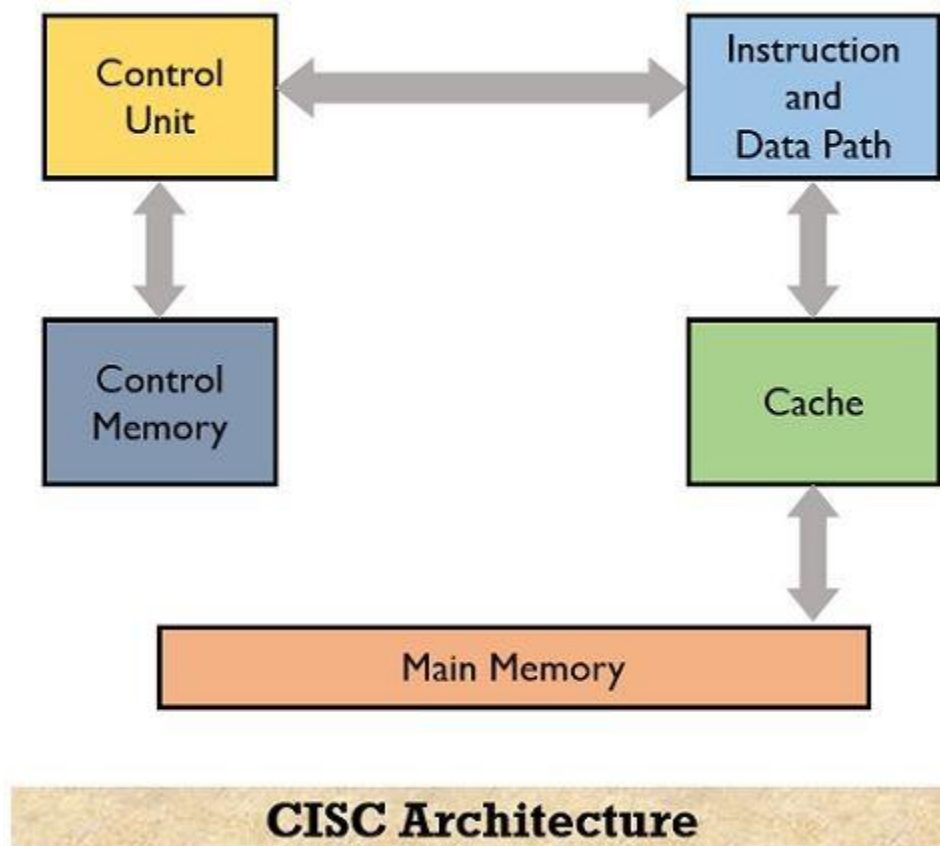 Control
Unit
Instruction
and
Data Path
Control
Memory
Cache
Main Memory
CISC Architecture